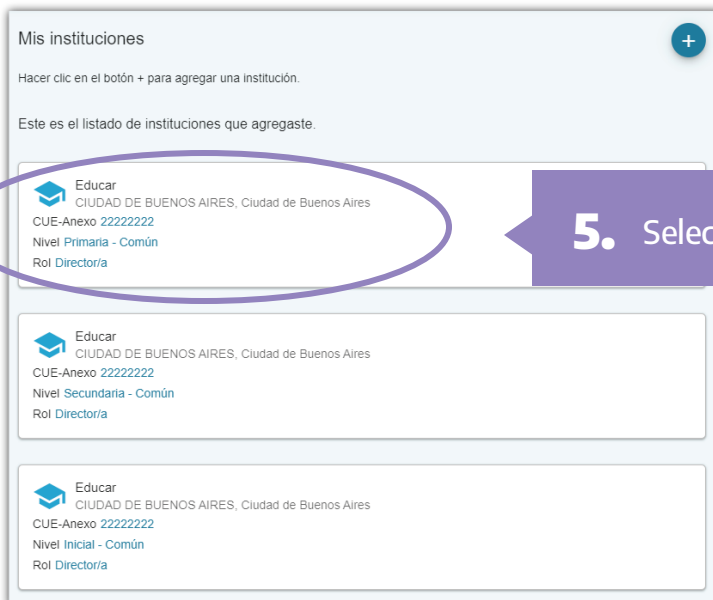 Mis instituciones
+
Hacer clic en el botón + para agregar una institución.
Este es el listado de instituciones que agregaste.
Educar
CIUDAD DE BUENOS AIRES, Ciudad de Buenos Aires
CUE-Anexo 22222222
Nivel Primaria - Común
Rol Director/a
5. Selec
Educar
CIUDAD DE BUENOS AIRES, Ciudad de Buenos Aires
CUE-Anexo 22222222
Nivel Secundaria - Común
Rol Director/a
Educar
CIUDAD DE BUENOS AIRES, Ciudad de Buenos Aires
CUE-Anexo 22222222
Nivel Inicial - Común
Rol Director/a